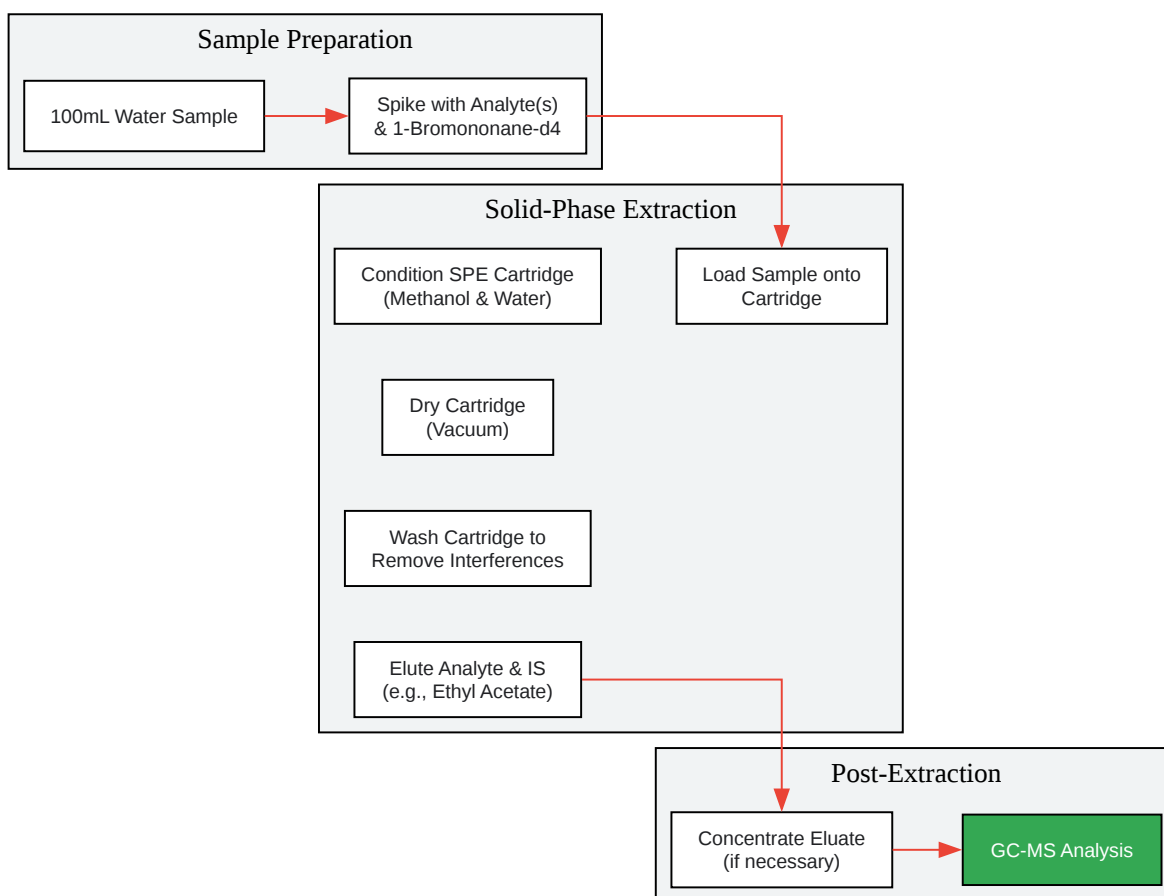 Sample Preparation
100mL Water Sample
Spike with Analyte(s)
& 1-Bromononane-d4
Solid-Phase Extraction
Condition SPE Cartridge
(Methanol & Water)
Load Sample onto
Cartridge
Dry Cartridge
(Vacuum)
Wash Cartridge to
Remove Interferences
Elute Analyte & IS
(e.g., Ethyl Acetate)
Post-Extraction
Concentrate Eluate
(if necessary)
GC-MS Analysis